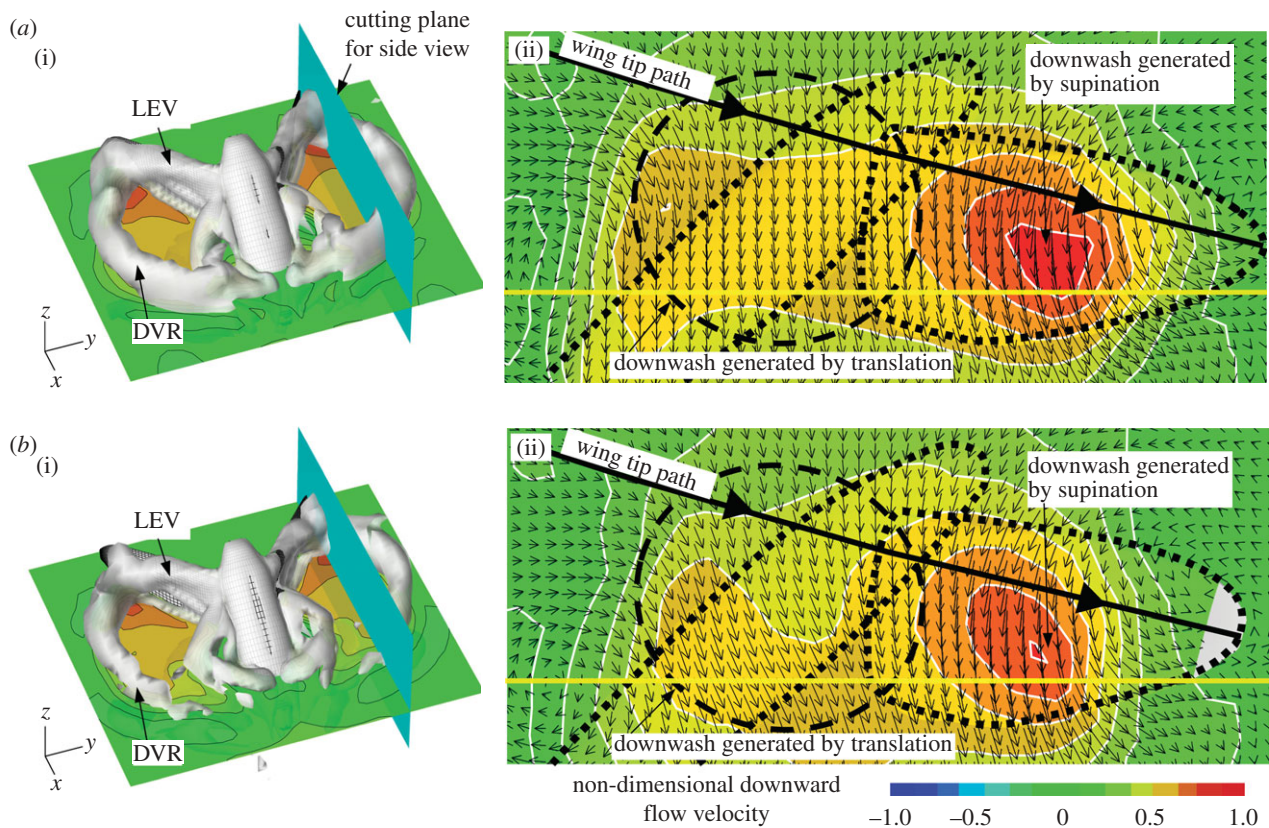 (a)
(i)
cutting plane
for side view
LEV
DVR
z
y
x
(ii)
wing tip path
downwash generated
by supination
downwash generated by translation
(b)
(i)
LEV
DVR
z
y
x
(ii)
wing tip path
downwash generated
by supination
downwash generated by translation
non-dimensional downward
flow velocity
–1.0 –0.5 0 0.5 1.0